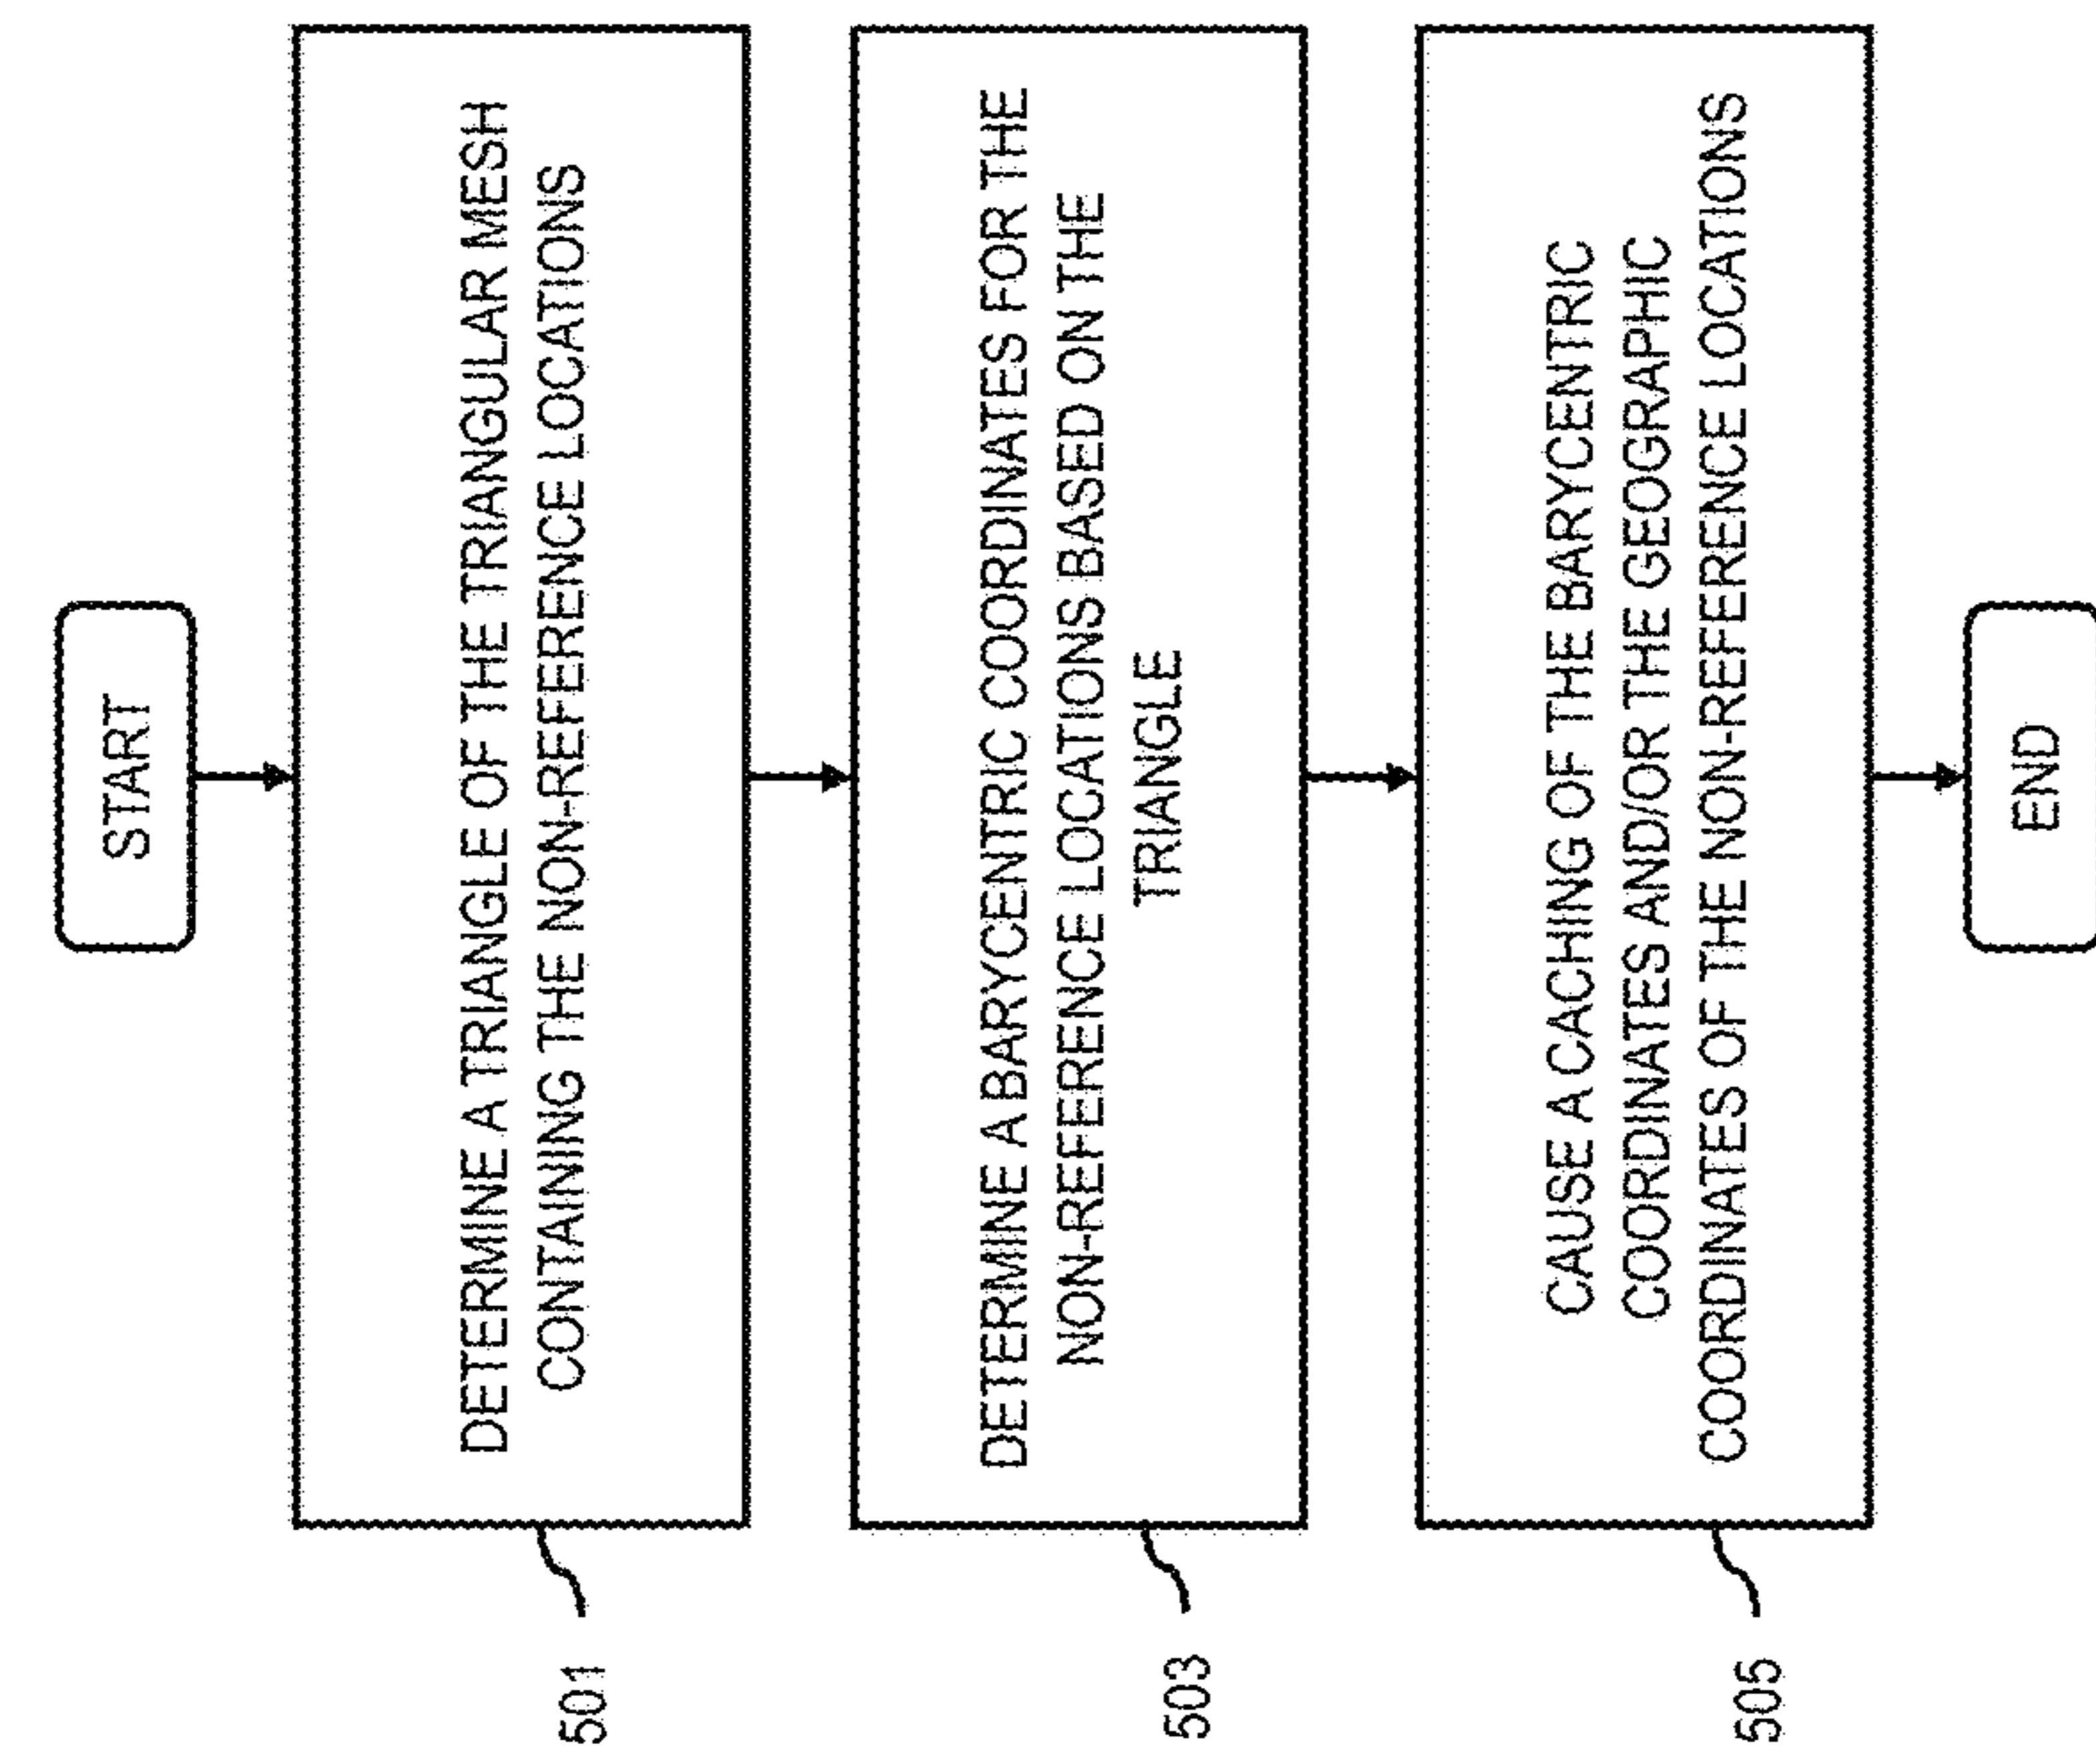 START
DETERMINE A TRIANGLE OF THE TRIANGULAR MESH
CONTAINING THE NON-REFERENCE LOCATIONS
501
DETERMINE A BARYCENTRIC COORDINATES FOR THE
NON-REFERENCE LOCATIONS BASED ON THE
TRIANGLE
503
CAUSE A CACHING OF THE BARYCENTRIC
COORDINATES AND/OR THE GEOGRAPHIC
COORDINATES OF THE NON-REFERENCE LOCATIONS
505
END